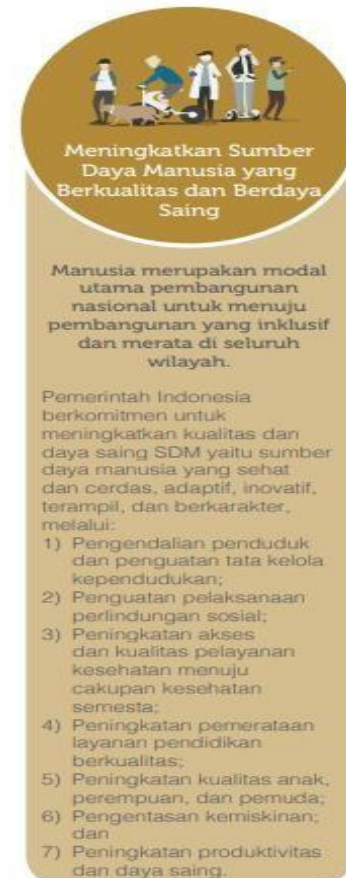 Meningkatkan Sumber
Daya Manusia yang
Berkualitas dan Berdaya
Saing
Manusia merupakan modal
utama pembangunan
nasional untuk menuju
pembangunan yang inklusif
dan merata di seluruh
wilayah.
Pemerintah Indonesia
berkomitmen untuk
meningkatkan kualitas dan
daya saing SDM yaitu sumber
daya manusia yang sehat
dan cerdas, adaptif, inovatif,
terampil, dan berkarakter,
melalui:
1) Pengendalian penduduk
dan penguatan tata kelola
kependudukan;
2) Penguatan pelaksanaan
perlindungan sosial;
3) Peningkatan akses
dan kualitas pelayanan
kesehatan menuju
cakupan kesehatan
semesta;
4) Peningkatan pemerataan
layanan pendidikan
berkualitas;
5) Peningkatan kualitas anak,
perempuan, dan pemuda;
6) Pengentasan kemiskinan;
dan
7) Peningkatan produktivitas
dan daya saing.